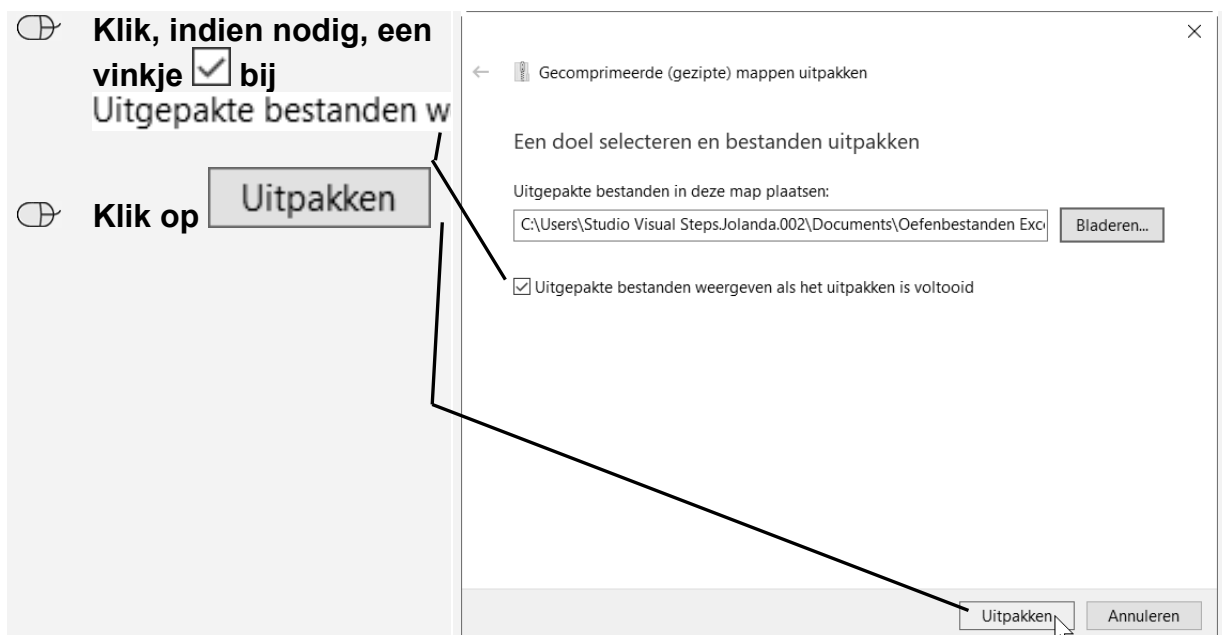 Klik, indien nodig, een
vinkje bij
Uitgepakte bestanden w
Klik op Uitpakken
Gecomprimeerde (gezipte) mappen uitpakken
Een doel selecteren en bestanden uitpakken
Uitgepakte bestanden in deze map plaatsen:
C:\Users\Studio Visual Steps.Jolanda.002\Documents\Oefenbestanden Exc
Bladeren...
Uitgepakte bestanden weergeven als het uitpakken is voltooid
Uitpakken Annuleren